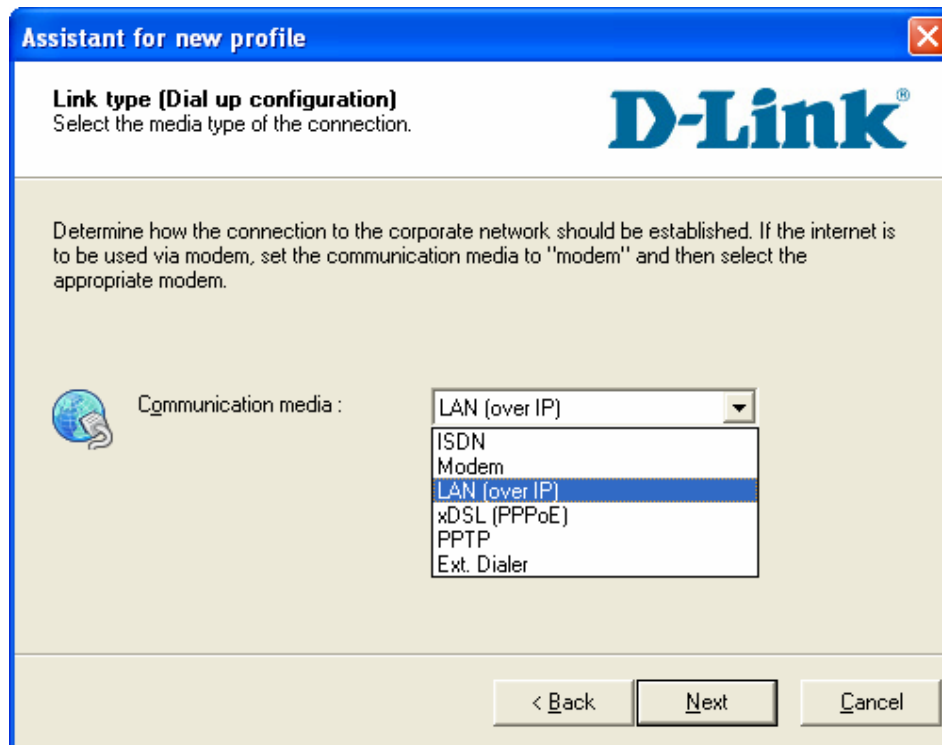 Assistant for new profile
Link type (Dial up configuration)
Select the media type of the connection.
D-Link®
Determine how the connection to the corporate network should be established. If the internet is
to be used via modem, set the communication media to "modem" and then select the
appropriate modem.
Communication media :
LAN (over IP)
ISDN
Modem
LAN (over IP)
xDSL (PPPoE)
PPTP
Ext. Dialer
< Back
Next
Cancel